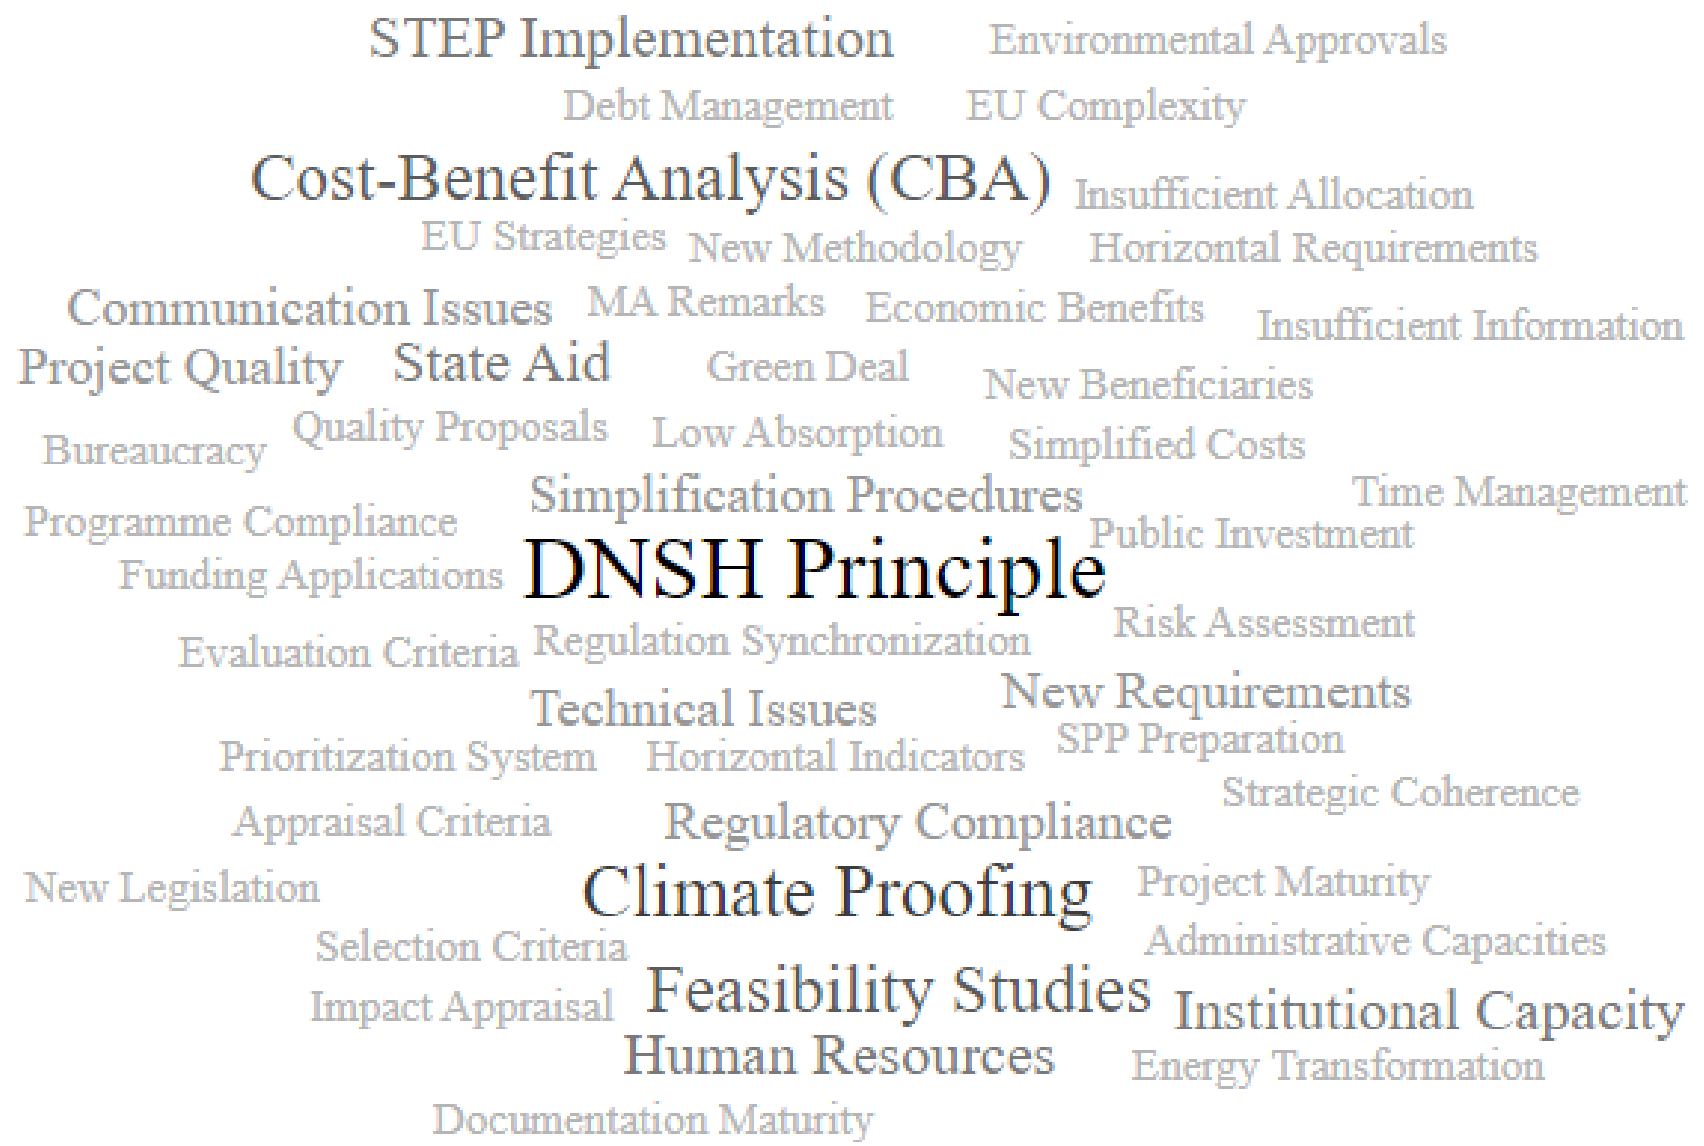 STEP Implementation Environmental Approvals
Debt Management EU Complexity
Cost-Benefit Analysis (CBA) Insufficient Allocation
EU Strategies New Methodology Horizontal Requirements
Communication Issues MA Remarks Economic Benefits Insufficient Information
Project Quality State Aid Green Deal New Beneficiaries
Bureaucracy Quality Proposals Low Absorption Simplified Costs
Simplification Procedures Time Management
Programme Compliance Public Investment
Funding Applications DNSH Principle
Risk Assessment
Evaluation Criteria Regulation Synchronization
Technical Issues New Requirements
Prioritization System Horizontal Indicators SPP Preparation
Strategic Coherence
Appraisal Criteria Regulatory Compliance
New Legislation Climate Proofing Project Maturity
Selection Criteria Administrative Capacities
Impact Appraisal Feasibility Studies Institutional Capacity
Human Resources Energy Transformation
Documentation Maturity